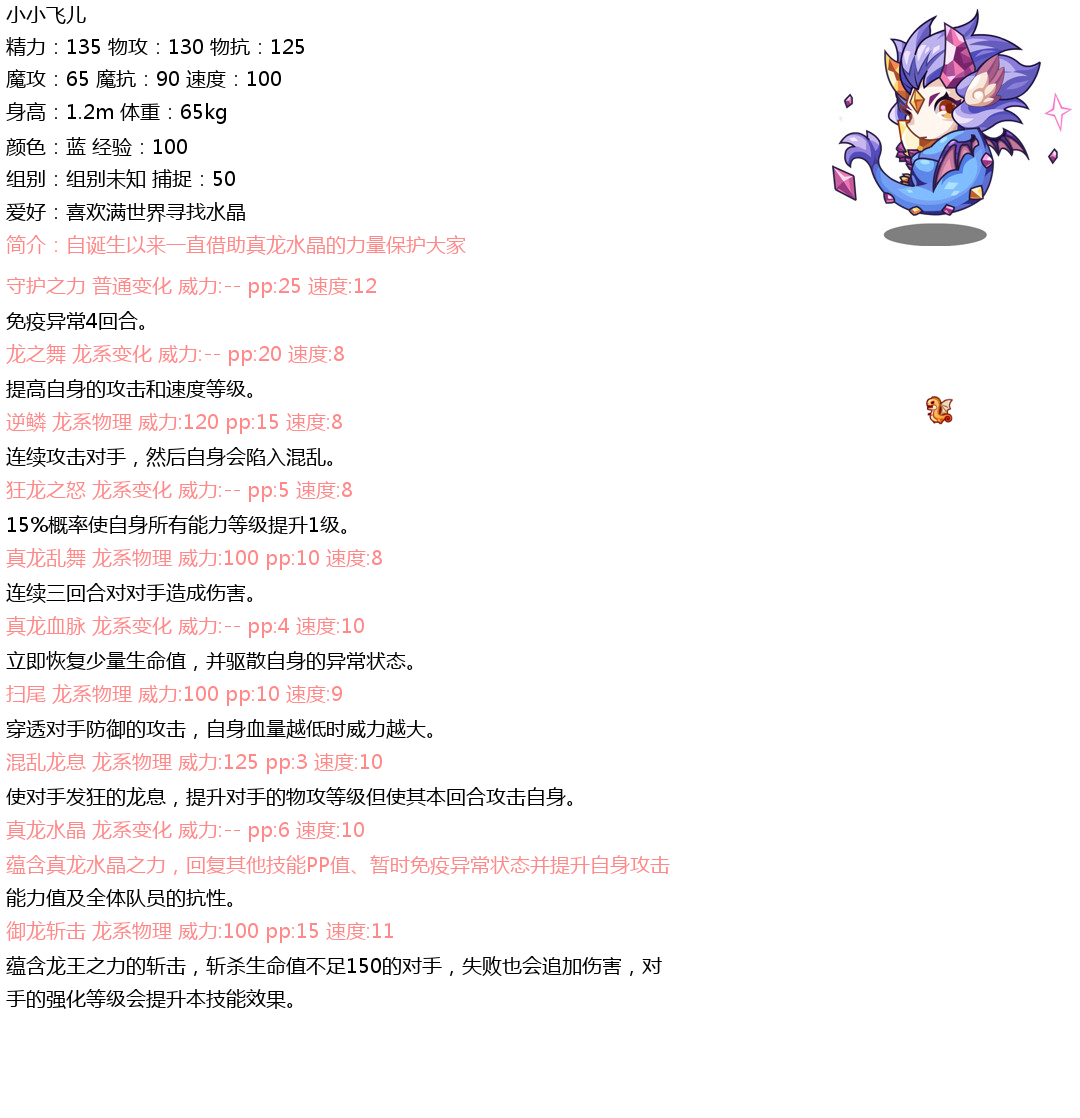 小小飞儿
精力：135 物攻：130 物抗：125
魔攻：65 魔抗：90 速度：100
身高：1.2m 体重：65kg
颜色：蓝 经验：100
组别：组别未知 捕捉：50
爱好：喜欢满世界寻找水晶
简介：自诞生以来一直借助真龙水晶的力量保护大家
守护之力 普通变化 威力:-- pp:25 速度:12
免疫异常4回合。
龙之舞 龙系变化 威力:-- pp:20 速度:8
提高自身的攻击和速度等级。
逆鳞 龙系物理 威力:120 pp:15 速度:8
连续攻击对手，然后自身会陷入混乱。
狂龙之怒 龙系变化 威力:-- pp:5 速度:8
15%概率使自身所有能力等级提升1级。
真龙乱舞 龙系物理 威力:100 pp:10 速度:8
连续三回合对对手造成伤害。
真龙血脉 龙系变化 威力:-- pp:4 速度:10
立即恢复少量生命值，并驱散自身的异常状态。
扫尾 龙系物理 威力:100 pp:10 速度:9
穿透对手防御的攻击，自身血量越低时威力越大。
混乱龙息 龙系物理 威力:125 pp:3 速度:10
使对手发狂的龙息，提升对手的物攻等级但使其本回合攻击自身。
真龙水晶 龙系变化 威力:-- pp:6 速度:10
蕴含真龙水晶之力，回复其他技能PP值、暂时免疫异常状态并提升自身攻击
能力值及全体队员的抗性。
御龙斩击 龙系物理 威力:100 pp:15 速度:11
蕴含龙王之力的斩击，斩杀生命值不足150的对手，失败也会追加伤害，对
手的强化等级会提升本技能效果。